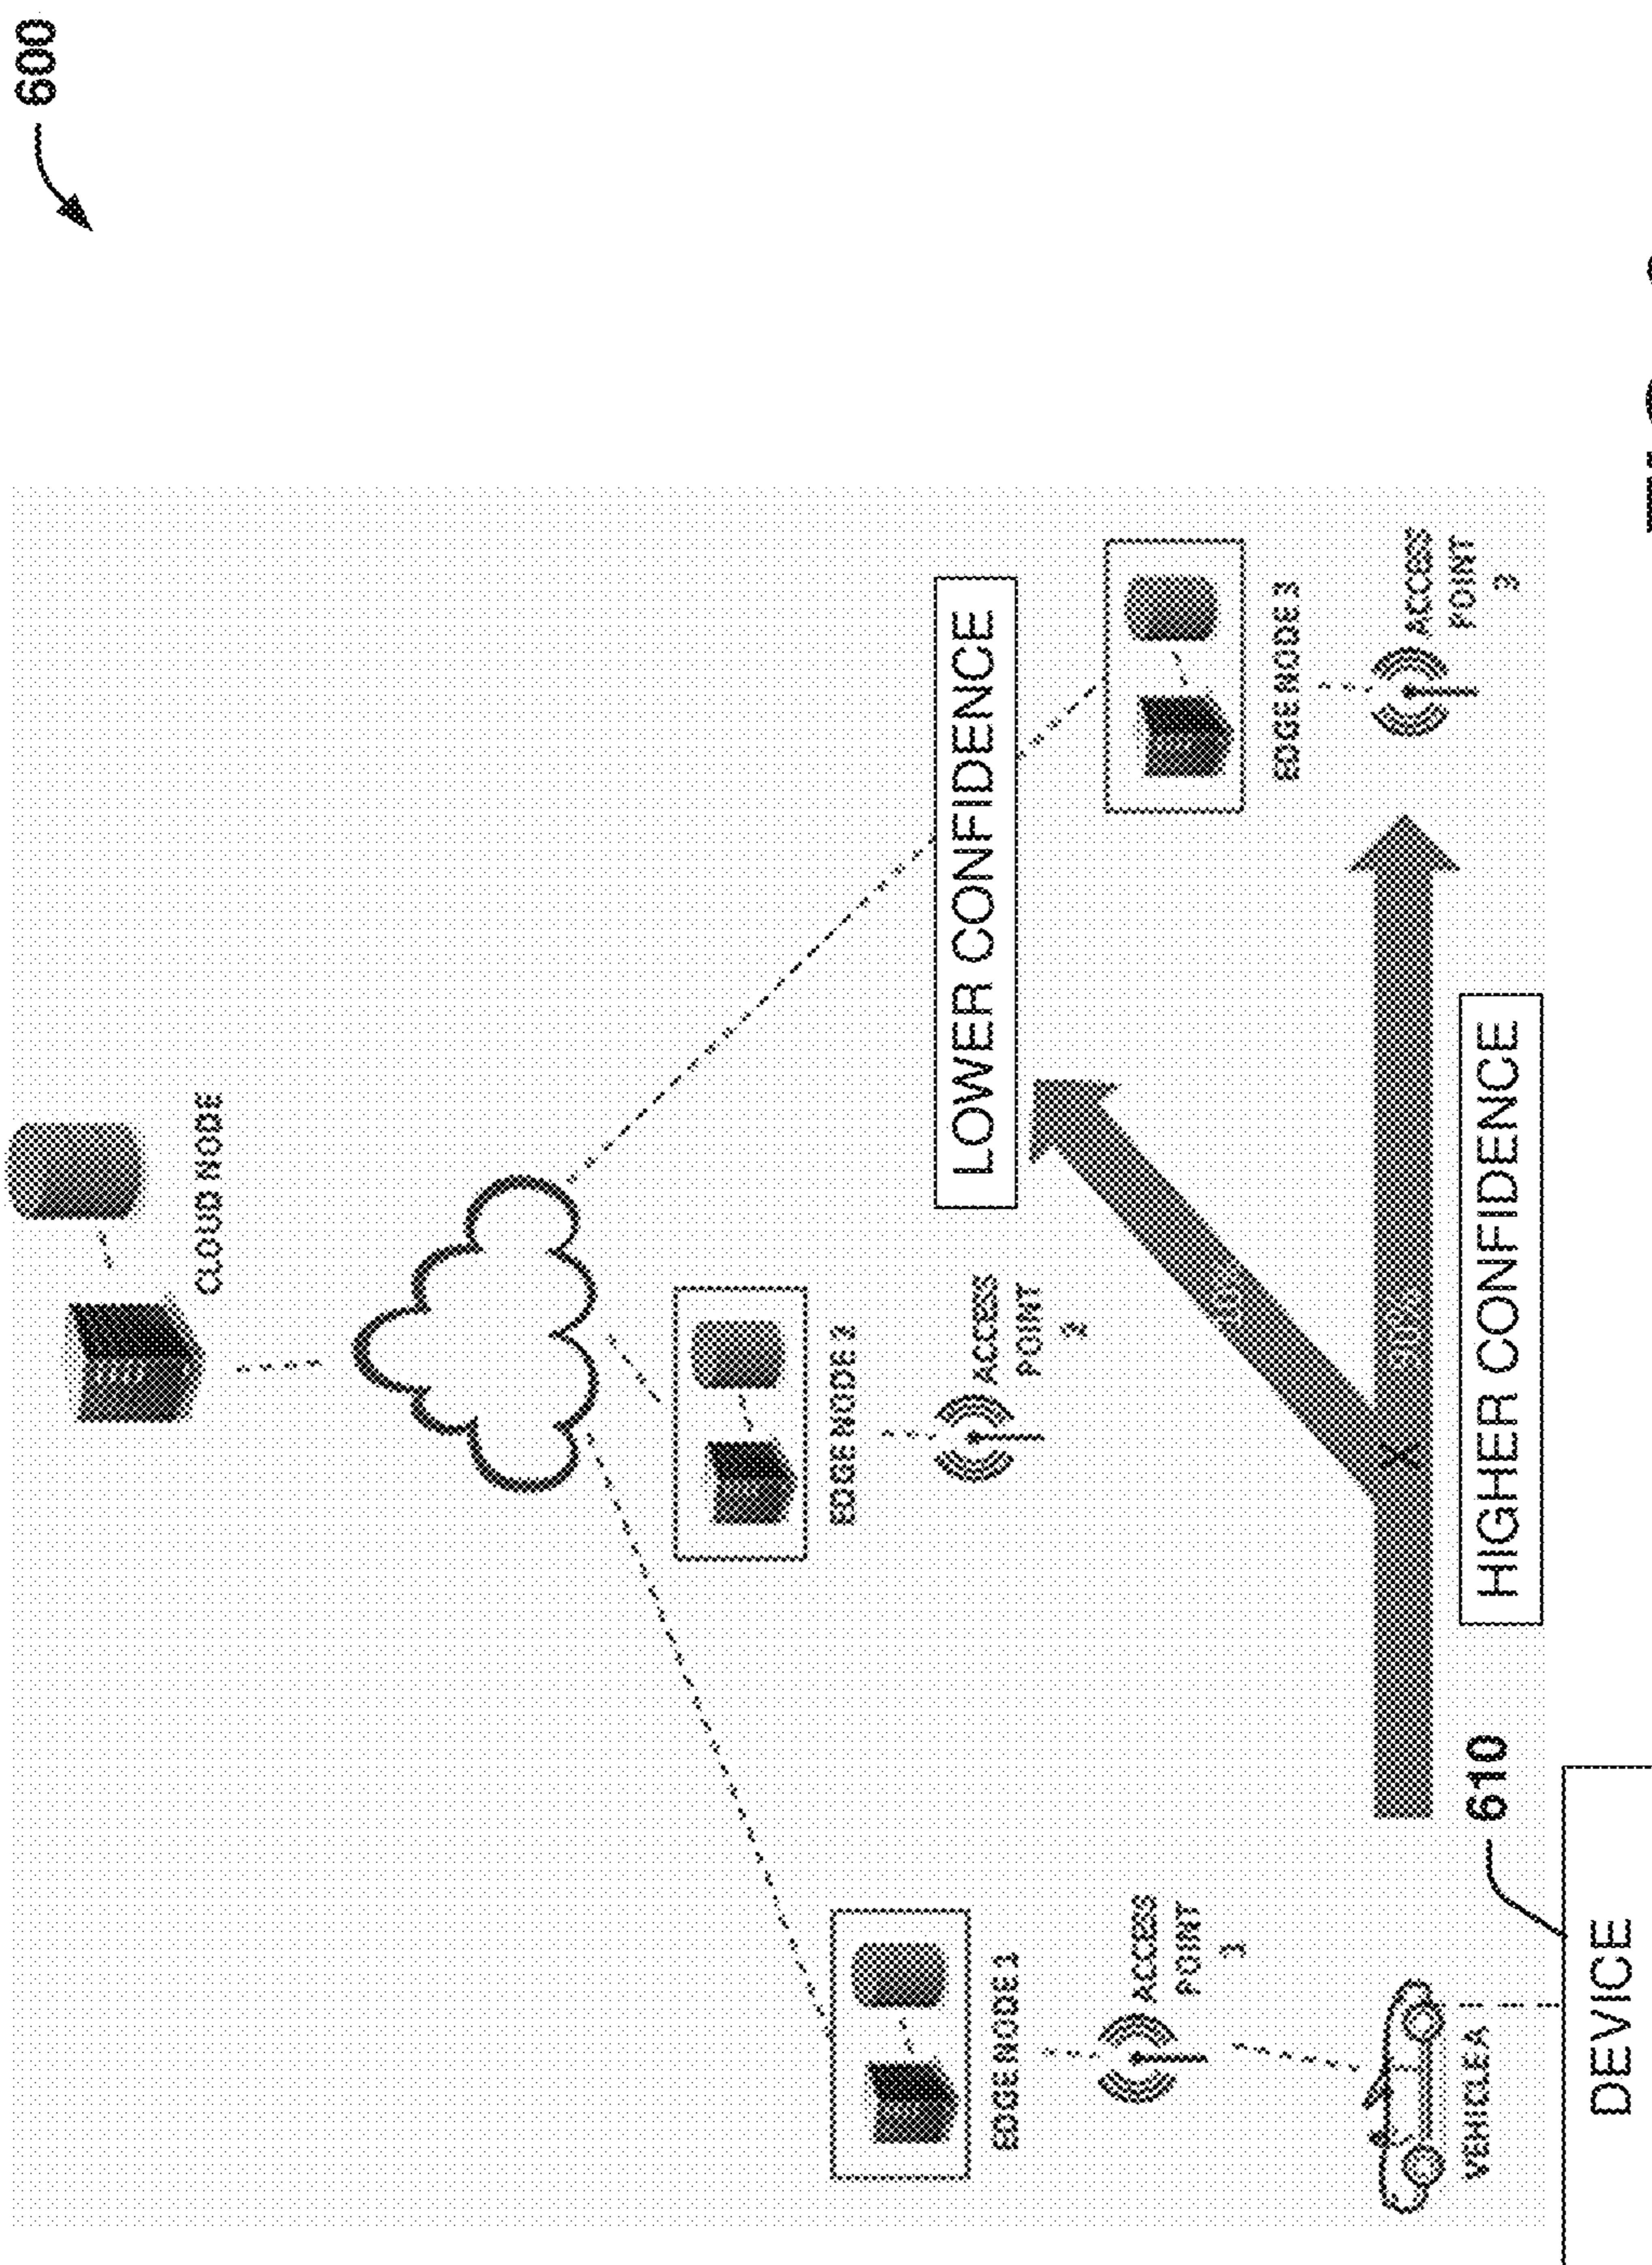 600
CLOUD NODE
LOWER CONFIDENCE
EDGE NODE 2
ACCESS
POINT
2
EDGE NODE 1
ACCESS
POINT
1
EDGE NODE 3
ACCESS
POINT
3
HIGHER CONFIDENCE
VEHICLE A
610
DEVICE